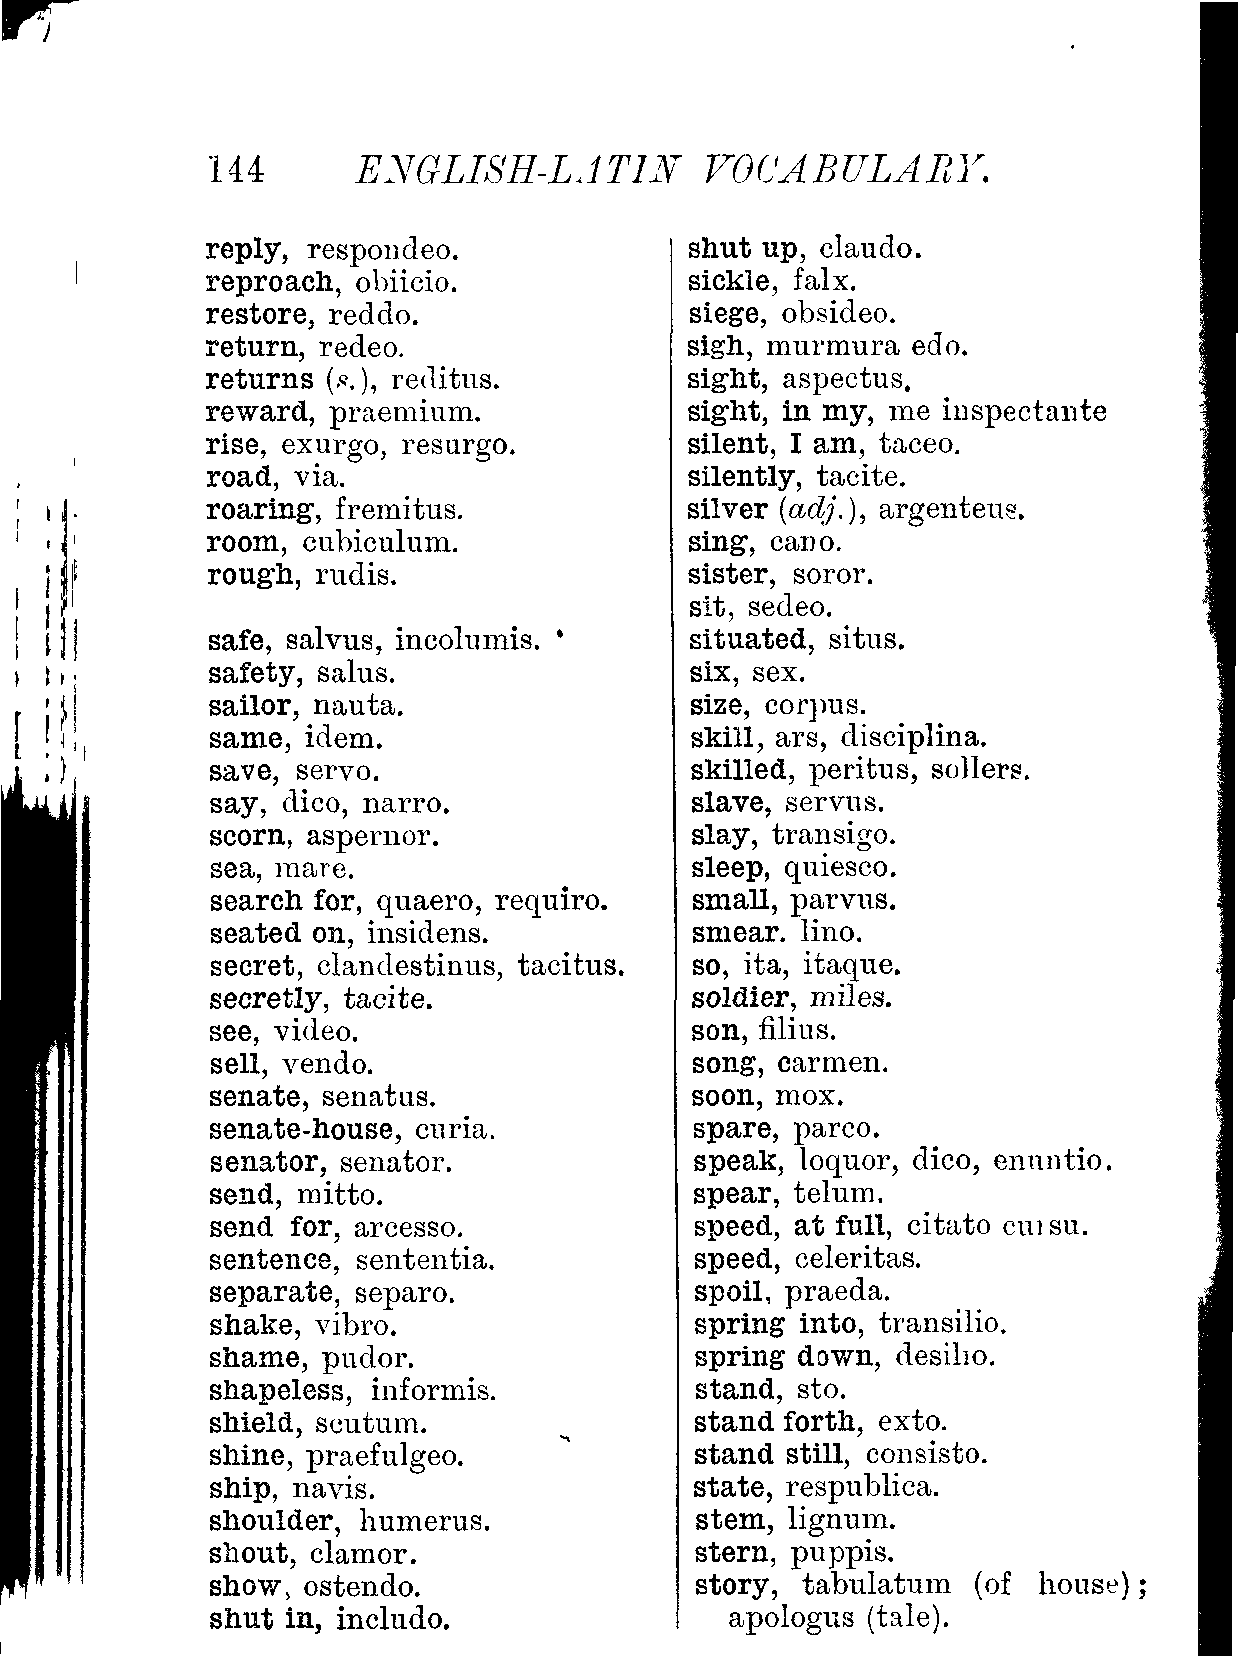 144 ENGLISH-LATIN VOCABULARY.
reply, respondeo.
reproach, obiicio.
restore, reddo.
return, redeo.
returns (s.), reditus.
reward, praemium.
rise, exurgo, resurgo.
road, via.
roaring, fremitus.
room, cubiculum.
rough, rudis.
safe, salvus, incolumis.
safety, salus.
sailor, nauta.
same, idem.
save, servo.
say, dico, narro.
scorn, aspernor.
sea, mare.
search for, quaero, requiro.
seated on, insidens.
secret, clandestinus, tacitus.
secretly, tacite.
see, video.
sell, vendo.
senate, senatus.
senate-house, curia.
senator, senator.
send, mitto.
send for, arcesso.
sentence, sententia.
separate, separo.
shake, vibro.
shame, pudor.
shapeless, informis.
shield, scutum.
shine, praefulgeo.
ship, navis.
shoulder, humerus.
shout, clamor.
show, ostendo.
shut in, includo.
shut up, claudo.
sickle, falx.
siege, obsideo.
sigh, murmura edo.
sight, aspectus.
sight, in my, me inspectante
silent, I am, taceo.
silently, tacite.
silver (adj.), argenteus.
sing, cano.
sister, soror.
sit, sedeo.
situated, situs.
six, sex.
size, corpus.
skill, ars, disciplina.
skilled, peritus, sollers.
slave, servus.
slay, transigo.
sleep, quiesco.
small, parvus.
smear. lino.
so, ita, itaque.
soldier, miles.
son, filius.
song, carmen.
soon, mox.
spare, parco.
speak, loquor, dico, enuntio.
spear, telum.
speed, at full, citato cursu.
speed, celeritas.
spoil, praeda.
spring into, transilio.
spring down, desilio.
stand, sto.
stand forth, exto.
stand still, consisto.
state, respublica.
stem, lignum.
stern, puppis.
story, tabulatum (of house);
apologus (tale).